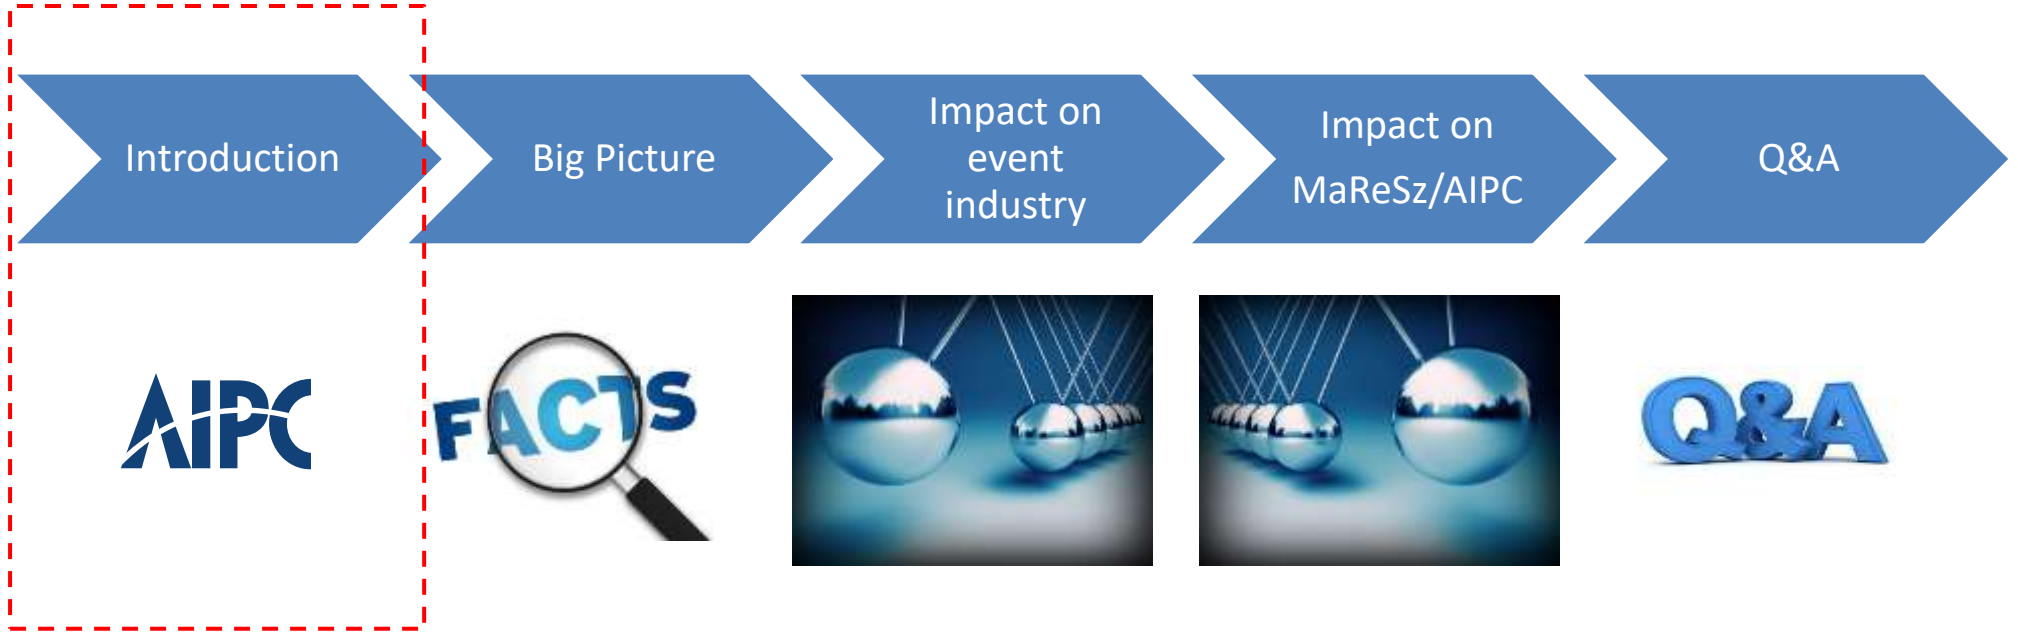 Introduction
Big Picture
Impact on
event
industry
Impact on
MaReSz/AIPC
Q&A
AIPC
FACTS
Q&A